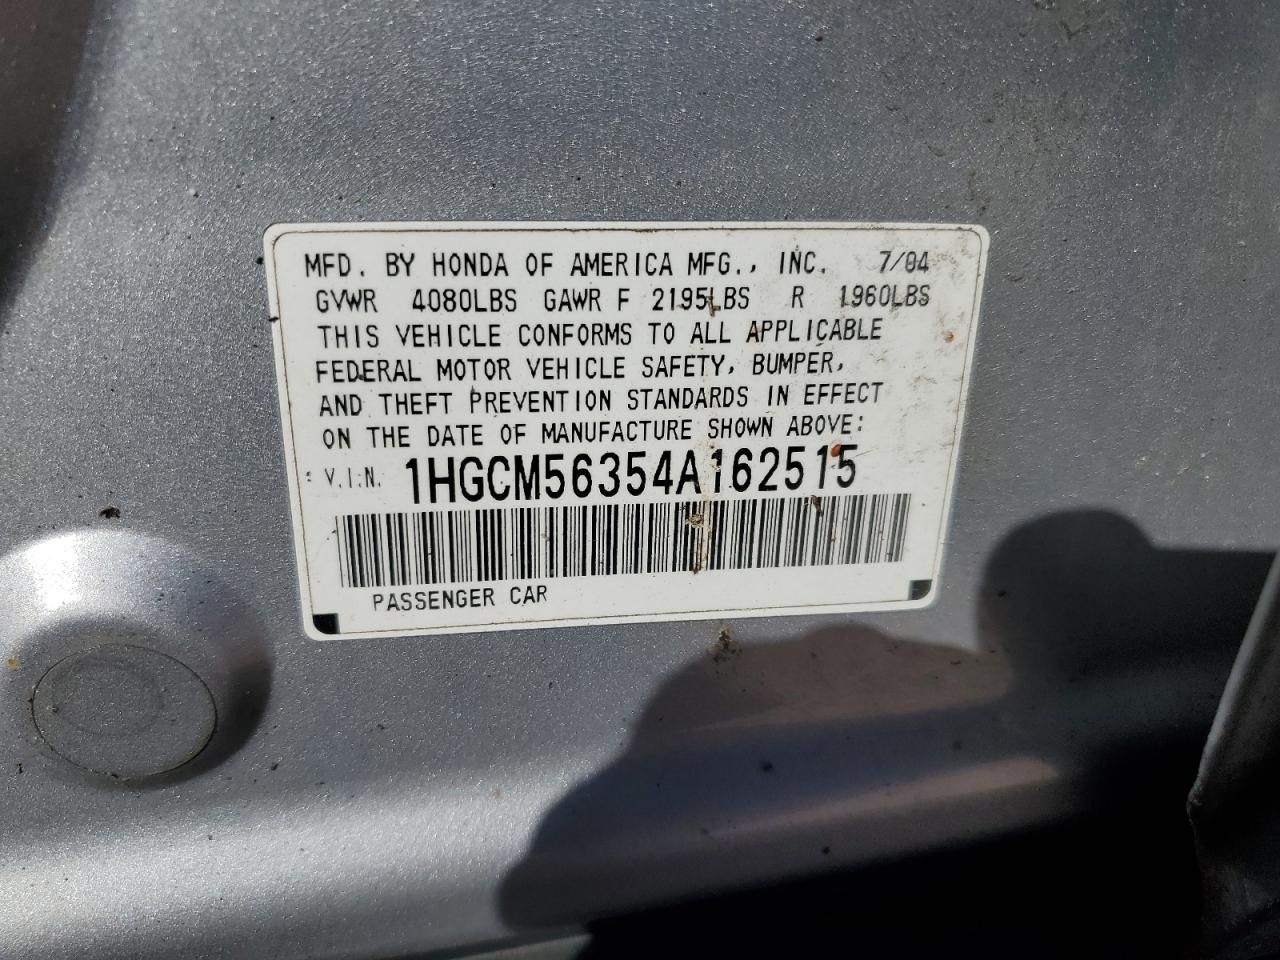 MFD. BY HONDA OF AMERICA MFG., INC. 7/04
GVWR 4080LBS GAWR F 2195LBS R 1960LBS
THIS VEHICLE CONFORMS TO ALL APPLICABLE
FEDERAL MOTOR VEHICLE SAFETY, BUMPER,
AND THEFT PREVENTION STANDARDS IN EFFECT
ON THE DATE OF MANUFACTURE SHOWN ABOVE:
V.I.N. 1HGCM56354A162515
PASSENGER CAR